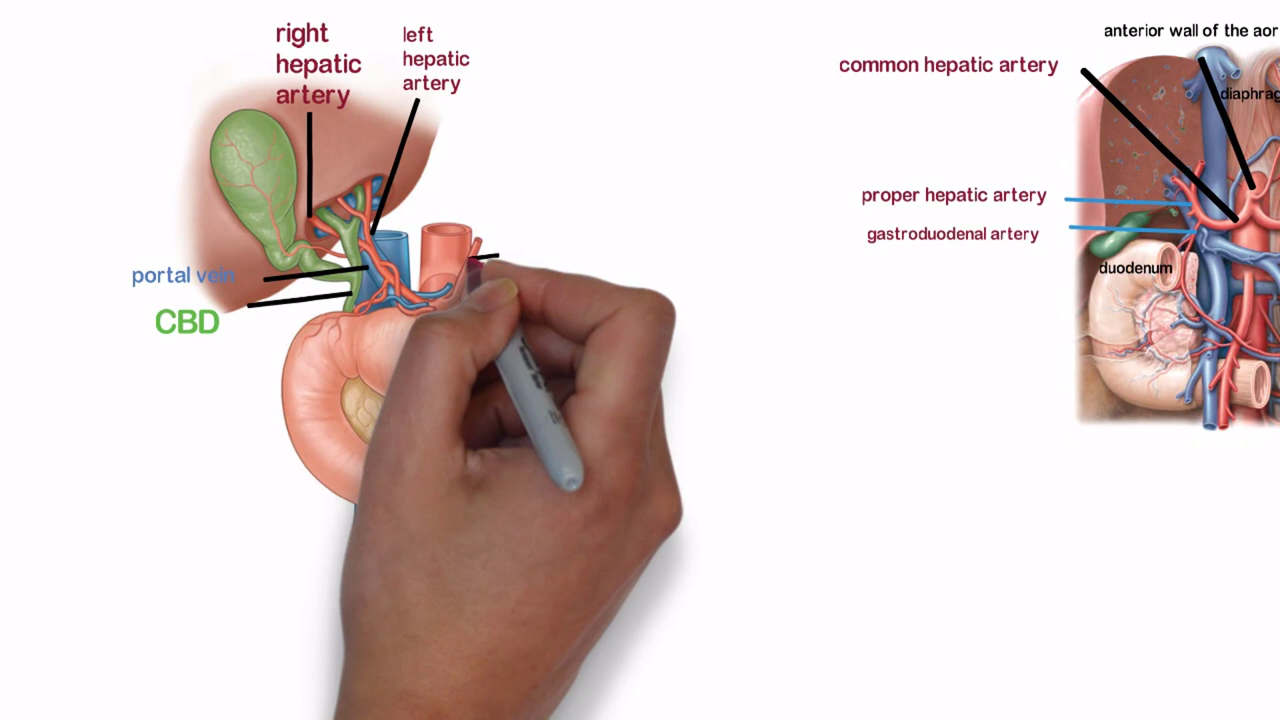 right
hepatic
artery
left
hepatic
artery
portal vein
CBD
anterior wall of the aor
common hepatic artery
diaphrag
proper hepatic artery
gastroduodenal artery
duodenum